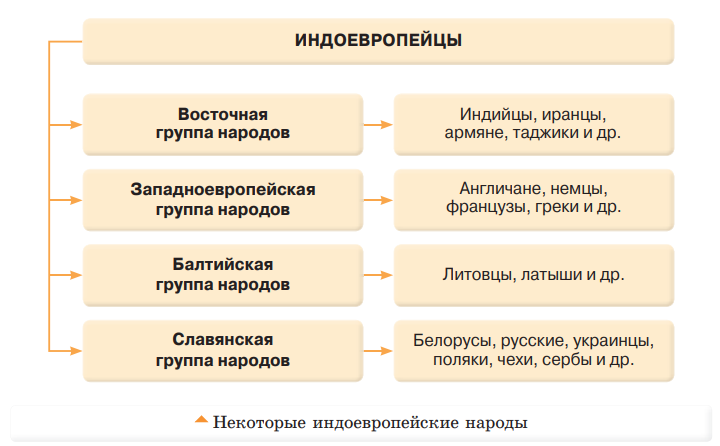 ИНДОЕВРОПЕЙЦЫ
Восточная
группа народов
Индийцы, иранцы,
армяне, таджики и др.
Западноевропейская
группа народов
Англичане, немцы,
французы, греки и др.
Балтийская
группа народов
Литовцы, латыши и др.
Славянская
группа народов
Белорусы, русские, украинцы,
поляки, чехи, сербы и др.
Некоторые индоевропейские народы